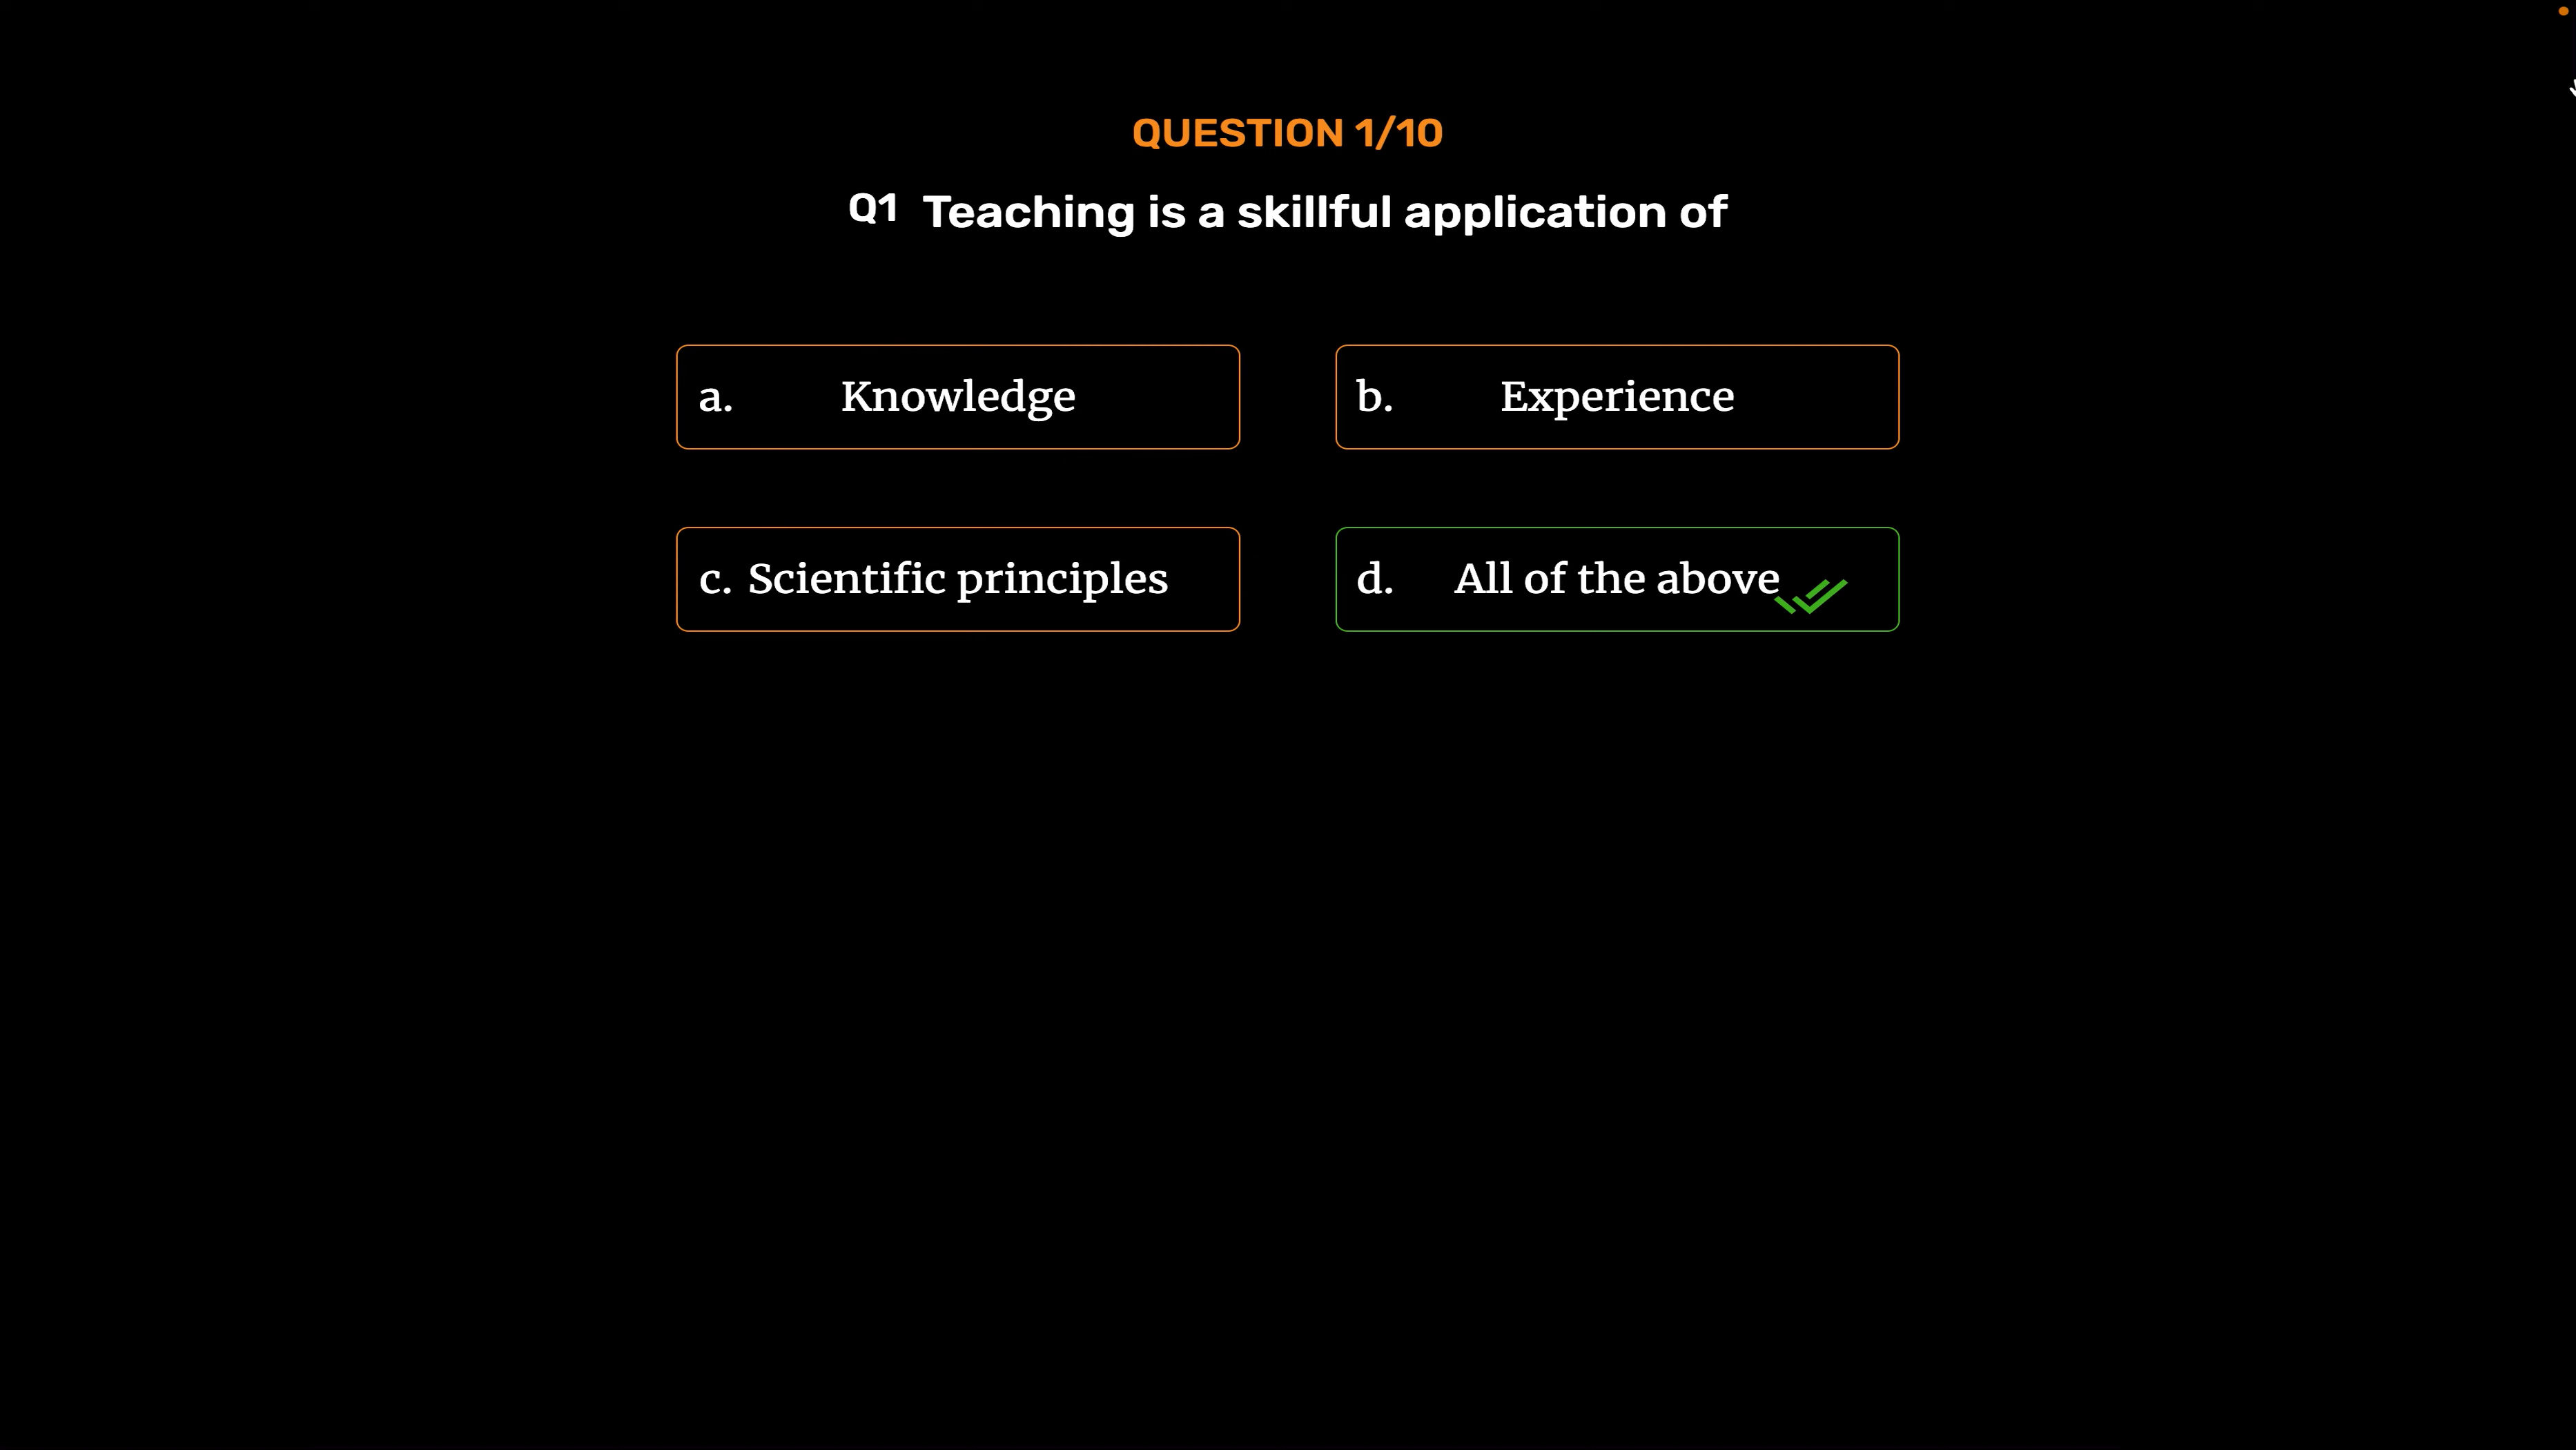 QUESTION 1/10
Q1 Teaching is a skillful application of
a. Knowledge
b. Experience
c. Scientific principles
d. All of the above